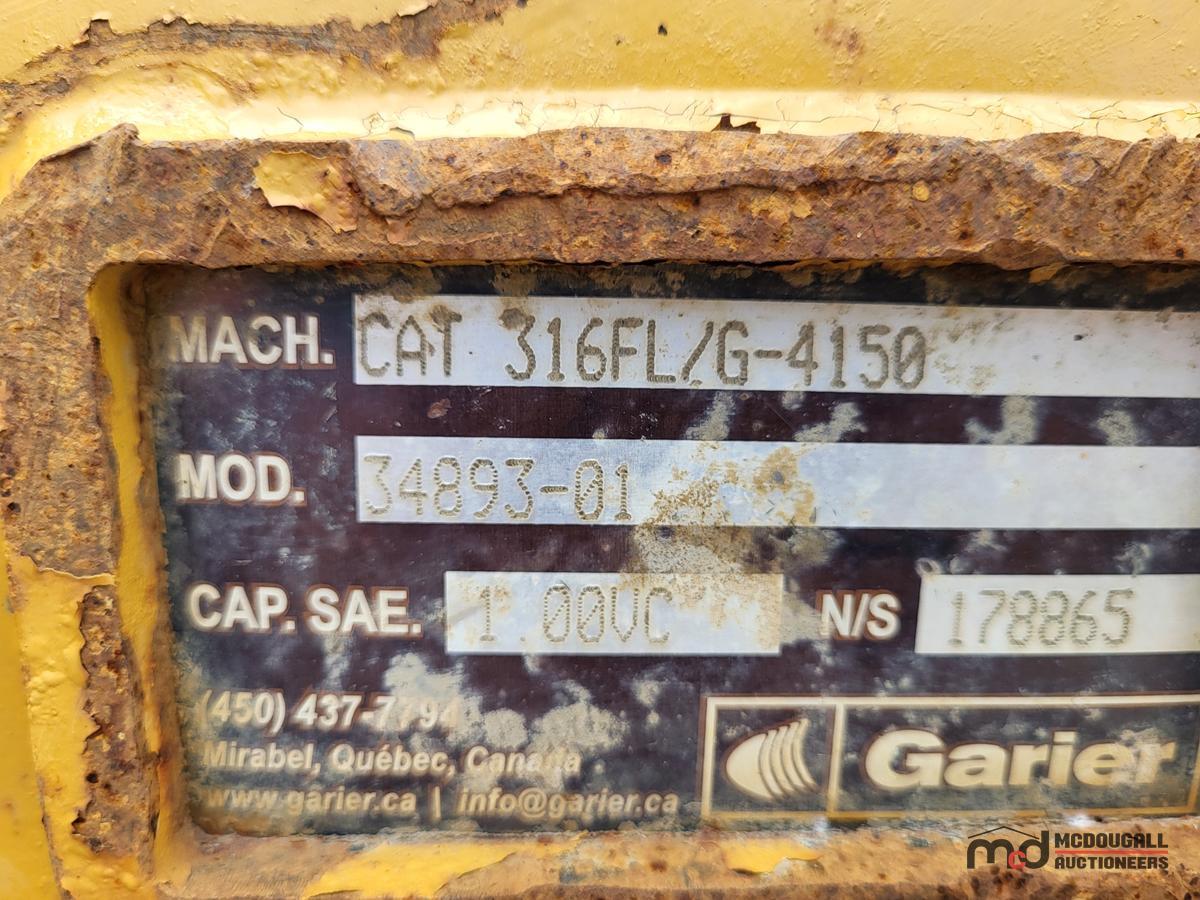 MACH. CAT 316FL/G-4150
MOD. 34893-01
CAP. SAE. 1.00VC N/S 178865
(450) 437-7794
Mirabel, Québec, Canada
www.garier.ca | info@garier.ca
Garier
mcd MCDOUGALL
AUCTIONEERS